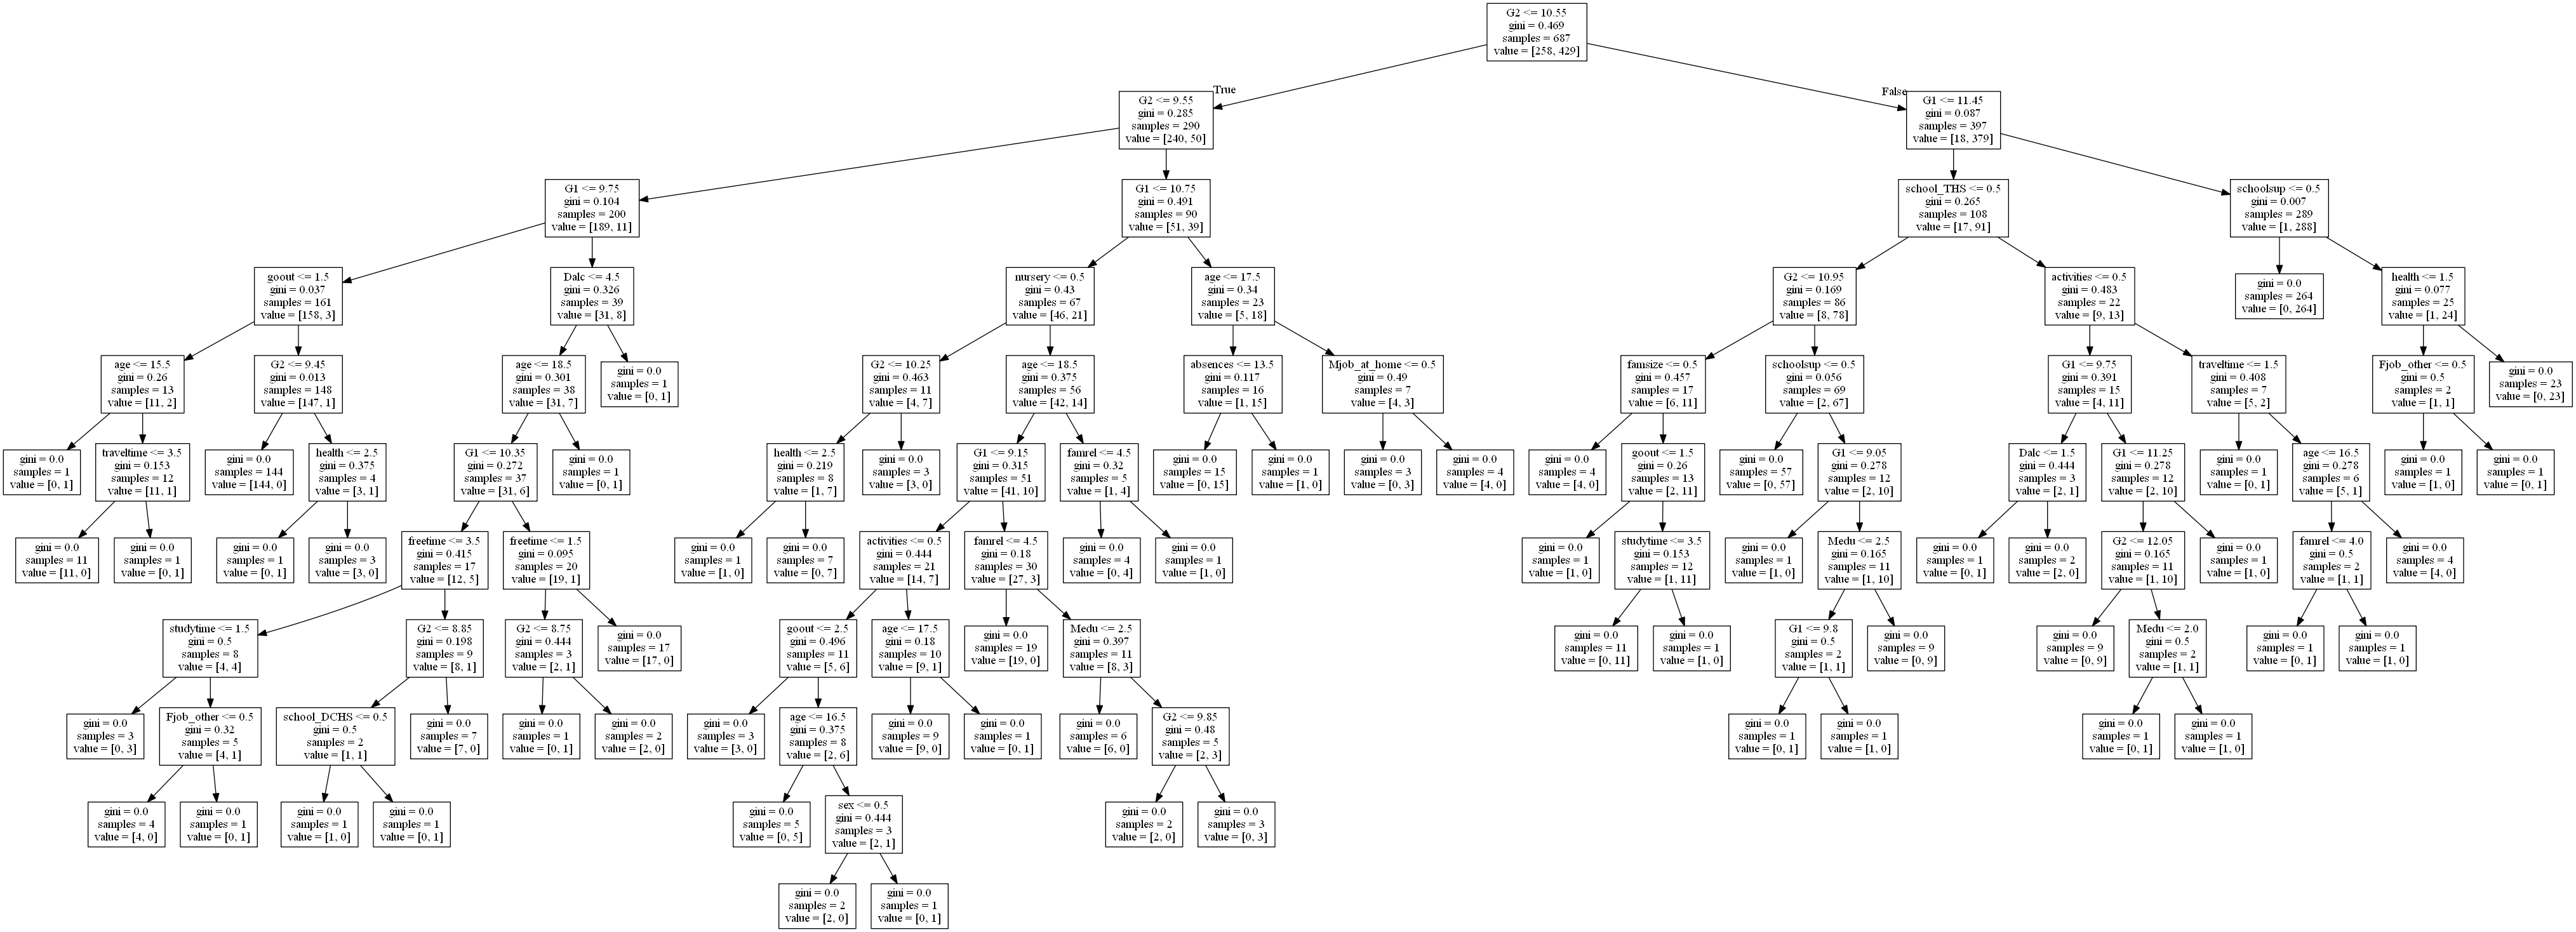 G2 <= 10.55
gini = 0.469
samples = 687
value = [258, 429]
True
False
G2 <= 9.55
gini = 0.285
samples = 290
value = [240, 50]
G1 <= 11.45
gini = 0.087
samples = 397
value = [18, 379]
G1 <= 9.75
gini = 0.104
samples = 200
value = [189, 11]
G1 <= 10.75
gini = 0.491
samples = 90
value = [51, 39]
school_THS <= 0.5
gini = 0.265
samples = 108
value = [17, 91]
schoolsup <= 0.5
gini = 0.007
samples = 289
value = [1, 288]
goout <= 1.5
gini = 0.037
samples = 161
value = [158, 3]
Dalc <= 4.5
gini = 0.326
samples = 39
value = [31, 8]
nursery <= 0.5
gini = 0.43
samples = 67
value = [46, 21]
age <= 17.5
gini = 0.34
samples = 23
value = [5, 18]
G2 <= 10.95
gini = 0.169
samples = 86
value = [8, 78]
activities <= 0.5
gini = 0.483
samples = 22
value = [9, 13]
gini = 0.0
samples = 264
value = [0, 264]
health <= 1.5
gini = 0.077
samples = 25
value = [1, 24]
age <= 15.5
gini = 0.26
samples = 13
value = [11, 2]
G2 <= 9.45
gini = 0.013
samples = 148
value = [147, 1]
age <= 18.5
gini = 0.301
samples = 38
value = [31, 7]
gini = 0.0
samples = 1
value = [0, 1]
G2 <= 10.25
gini = 0.463
samples = 11
value = [4, 7]
age <= 18.5
gini = 0.375
samples = 56
value = [42, 14]
absences <= 13.5
gini = 0.117
samples = 16
value = [1, 15]
Mjob_at_home <= 0.5
gini = 0.49
samples = 7
value = [4, 3]
famsize <= 0.5
gini = 0.457
samples = 17
value = [6, 11]
schoolsup <= 0.5
gini = 0.056
samples = 69
value = [2, 67]
G1 <= 9.75
gini = 0.391
samples = 15
value = [4, 11]
traveltime <= 1.5
gini = 0.408
samples = 7
value = [5, 2]
Fjob_other <= 0.5
gini = 0.5
samples = 2
value = [1, 1]
gini = 0.0
samples = 23
value = [0, 23]
gini = 0.0
samples = 1
value = [0, 1]
traveltime <= 3.5
gini = 0.153
samples = 12
value = [11, 1]
gini = 0.0
samples = 144
value = [144, 0]
health <= 2.5
gini = 0.375
samples = 4
value = [3, 1]
G1 <= 10.35
gini = 0.272
samples = 37
value = [31, 6]
gini = 0.0
samples = 1
value = [0, 1]
health <= 2.5
gini = 0.219
samples = 8
value = [1, 7]
gini = 0.0
samples = 3
value = [3, 0]
G1 <= 9.15
gini = 0.315
samples = 51
value = [41, 10]
famrel <= 4.5
gini = 0.32
samples = 5
value = [1, 4]
gini = 0.0
samples = 15
value = [0, 15]
gini = 0.0
samples = 1
value = [1, 0]
gini = 0.0
samples = 3
value = [0, 3]
gini = 0.0
samples = 4
value = [4, 0]
gini = 0.0
samples = 4
value = [4, 0]
goout <= 1.5
gini = 0.26
samples = 13
value = [2, 11]
gini = 0.0
samples = 57
value = [0, 57]
G1 <= 9.05
gini = 0.278
samples = 12
value = [2, 10]
Dalc <= 1.5
gini = 0.444
samples = 3
value = [2, 1]
G1 <= 11.25
gini = 0.278
samples = 12
value = [2, 10]
gini = 0.0
samples = 1
value = [0, 1]
age <= 16.5
gini = 0.278
samples = 6
value = [5, 1]
gini = 0.0
samples = 1
value = [1, 0]
gini = 0.0
samples = 1
value = [0, 1]
gini = 0.0
samples = 11
value = [11, 0]
gini = 0.0
samples = 1
value = [0, 1]
gini = 0.0
samples = 1
value = [0, 1]
gini = 0.0
samples = 3
value = [3, 0]
freetime <= 3.5
gini = 0.415
samples = 17
value = [12, 5]
freetime <= 1.5
gini = 0.095
samples = 20
value = [19, 1]
gini = 0.0
samples = 1
value = [1, 0]
gini = 0.0
samples = 7
value = [0, 7]
activities <= 0.5
gini = 0.444
samples = 21
value = [14, 7]
famrel <= 4.5
gini = 0.18
samples = 30
value = [27, 3]
gini = 0.0
samples = 4
value = [0, 4]
gini = 0.0
samples = 1
value = [1, 0]
gini = 0.0
samples = 1
value = [1, 0]
studytime <= 3.5
gini = 0.153
samples = 12
value = [1, 11]
gini = 0.0
samples = 1
value = [1, 0]
Medu <= 2.5
gini = 0.165
samples = 11
value = [1, 10]
gini = 0.0
samples = 1
value = [0, 1]
gini = 0.0
samples = 2
value = [2, 0]
G2 <= 12.05
gini = 0.165
samples = 11
value = [1, 10]
gini = 0.0
samples = 1
value = [1, 0]
famrel <= 4.0
gini = 0.5
samples = 2
value = [1, 1]
gini = 0.0
samples = 4
value = [4, 0]
studytime <= 1.5
gini = 0.5
samples = 8
value = [4, 4]
G2 <= 8.85
gini = 0.198
samples = 9
value = [8, 1]
G2 <= 8.75
gini = 0.444
samples = 3
value = [2, 1]
gini = 0.0
samples = 17
value = [17, 0]
goout <= 2.5
gini = 0.496
samples = 11
value = [5, 6]
age <= 17.5
gini = 0.18
samples = 10
value = [9, 1]
gini = 0.0
samples = 19
value = [19, 0]
Medu <= 2.5
gini = 0.397
samples = 11
value = [8, 3]
gini = 0.0
samples = 11
value = [0, 11]
gini = 0.0
samples = 1
value = [1, 0]
G1 <= 9.8
gini = 0.5
samples = 2
value = [1, 1]
gini = 0.0
samples = 9
value = [0, 9]
gini = 0.0
samples = 9
value = [0, 9]
Medu <= 2.0
gini = 0.5
samples = 2
value = [1, 1]
gini = 0.0
samples = 1
value = [0, 1]
gini = 0.0
samples = 1
value = [1, 0]
gini = 0.0
samples = 3
value = [0, 3]
Fjob_other <= 0.5
gini = 0.32
samples = 5
value = [4, 1]
school_DCHS <= 0.5
gini = 0.5
samples = 2
value = [1, 1]
gini = 0.0
samples = 7
value = [7, 0]
gini = 0.0
samples = 1
value = [0, 1]
gini = 0.0
samples = 2
value = [2, 0]
gini = 0.0
samples = 3
value = [3, 0]
age <= 16.5
gini = 0.375
samples = 8
value = [2, 6]
gini = 0.0
samples = 9
value = [9, 0]
gini = 0.0
samples = 1
value = [0, 1]
gini = 0.0
samples = 6
value = [6, 0]
G2 <= 9.85
gini = 0.48
samples = 5
value = [2, 3]
gini = 0.0
samples = 1
value = [0, 1]
gini = 0.0
samples = 1
value = [1, 0]
gini = 0.0
samples = 1
value = [0, 1]
gini = 0.0
samples = 1
value = [1, 0]
gini = 0.0
samples = 4
value = [4, 0]
gini = 0.0
samples = 1
value = [0, 1]
gini = 0.0
samples = 1
value = [1, 0]
gini = 0.0
samples = 1
value = [0, 1]
gini = 0.0
samples = 5
value = [0, 5]
sex <= 0.5
gini = 0.444
samples = 3
value = [2, 1]
gini = 0.0
samples = 2
value = [2, 0]
gini = 0.0
samples = 3
value = [0, 3]
gini = 0.0
samples = 2
value = [2, 0]
gini = 0.0
samples = 1
value = [0, 1]